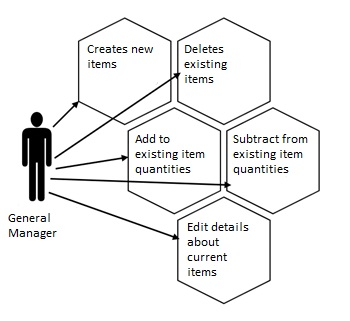 Creates new
items
Deletes
existing
items
Add to
existing item
quantities
Subtract from
existing item
quantities
General
Manager
Edit details
about
current
items